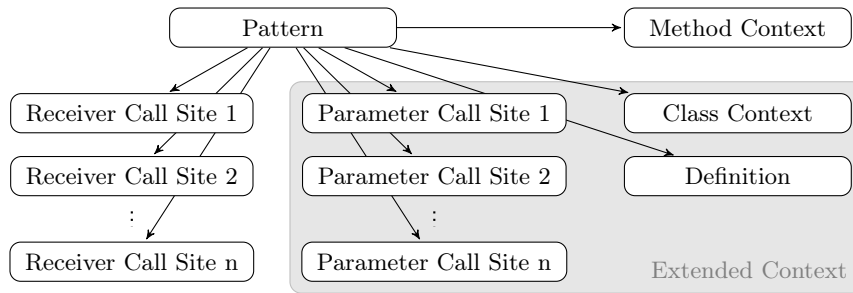 Pattern
Method Context
Receiver Call Site 1
Parameter Call Site 1
Class Context
Receiver Call Site 2
Parameter Call Site 2
Definition
⋮
⋮
Receiver Call Site n
Parameter Call Site n
Extended Context